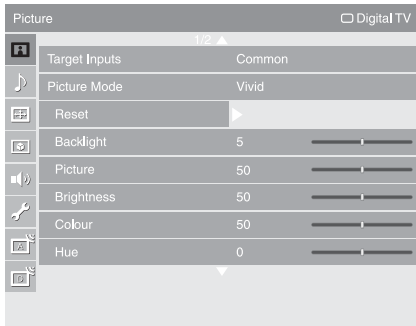 Picture Digital TV
1/2
Target Inputs Common
Picture Mode Vivid
Reset
Backlight 5
Picture 50
Brightness 50
Colour 50
A
Hue 0
D